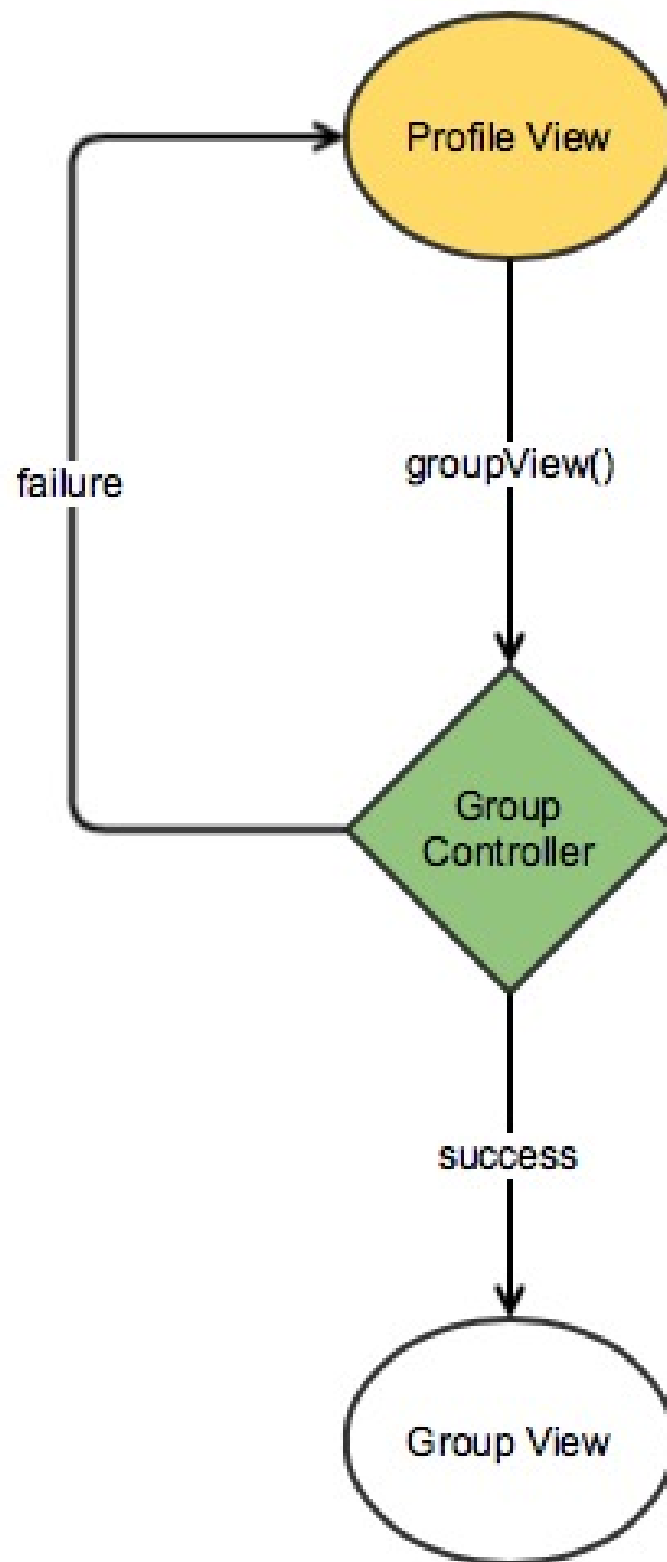 Profile View
failure
groupView()
Group
Controller
success
Group View